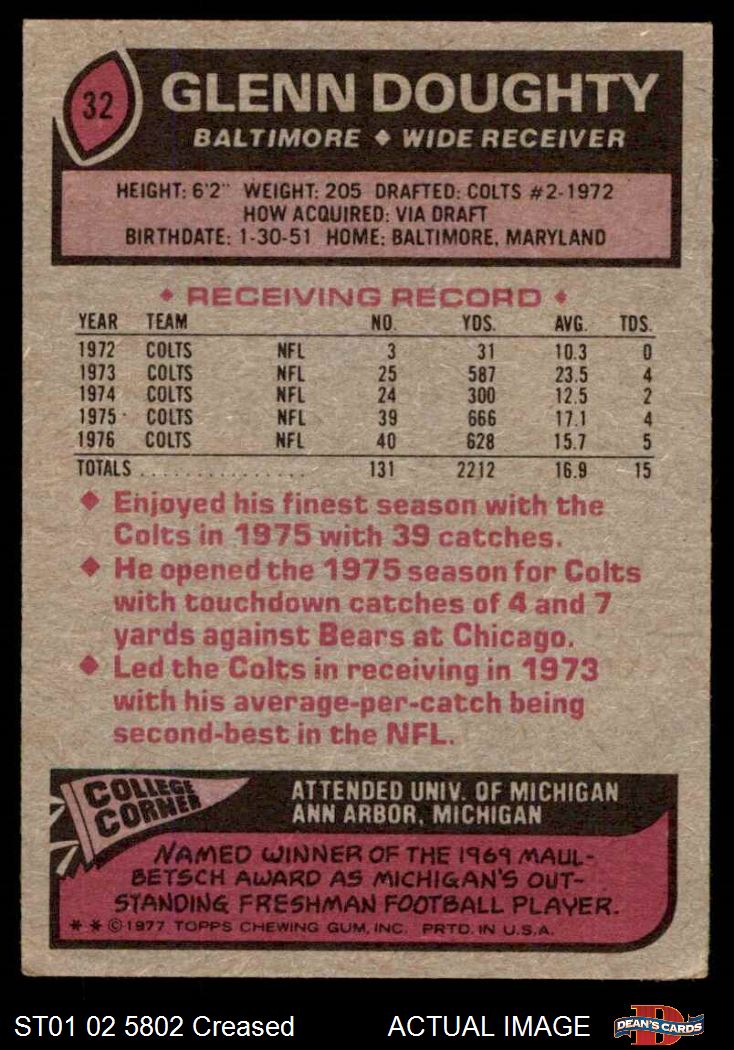 32
GLENN DOUGHTY
BALTIMORE ◆ WIDE RECEIVER
HEIGHT: 6'2" WEIGHT: 205 DRAFTED: COLTS #2-1972
HOW ACQUIRED: VIA DRAFT
BIRTHDATE: 1-30-51 HOME: BALTIMORE, MARYLAND
◆ RECEIVING RECORD ◆
YEAR TEAM NO. YDS. AVG. TDS.
1972 COLTS NFL 3 31 10.3 0
1973 COLTS NFL 25 587 23.5 4
1974 COLTS NFL 24 300 12.5 2
1975 COLTS NFL 39 666 17.1 4
1976 COLTS NFL 40 628 15.7 5
TOTALS ................ 131 2212 16.9 15
◆ Enjoyed his finest season with the
Colts in 1975 with 39 catches.
◆ He opened the 1975 season for Colts
with touchdown catches of 4 and 7
yards against Bears at Chicago.
◆ Led the Colts in receiving in 1973
with his average-per-catch being
second-best in the NFL.
COLLEGE
CORNER
ATTENDED UNIV. OF MICHIGAN
ANN ARBOR, MICHIGAN
NAMED WINNER OF THE 1969 MAUL-
BETSCH AWARD AS MICHIGAN'S OUT-
STANDING FRESHMAN FOOTBALL PLAYER.
* * © 1977 TOPPS CHEWING GUM, INC. PRTD. IN U.S.A.
ST01 02 5802 Creased ACTUAL IMAGE
D
DEAN'S CARDS